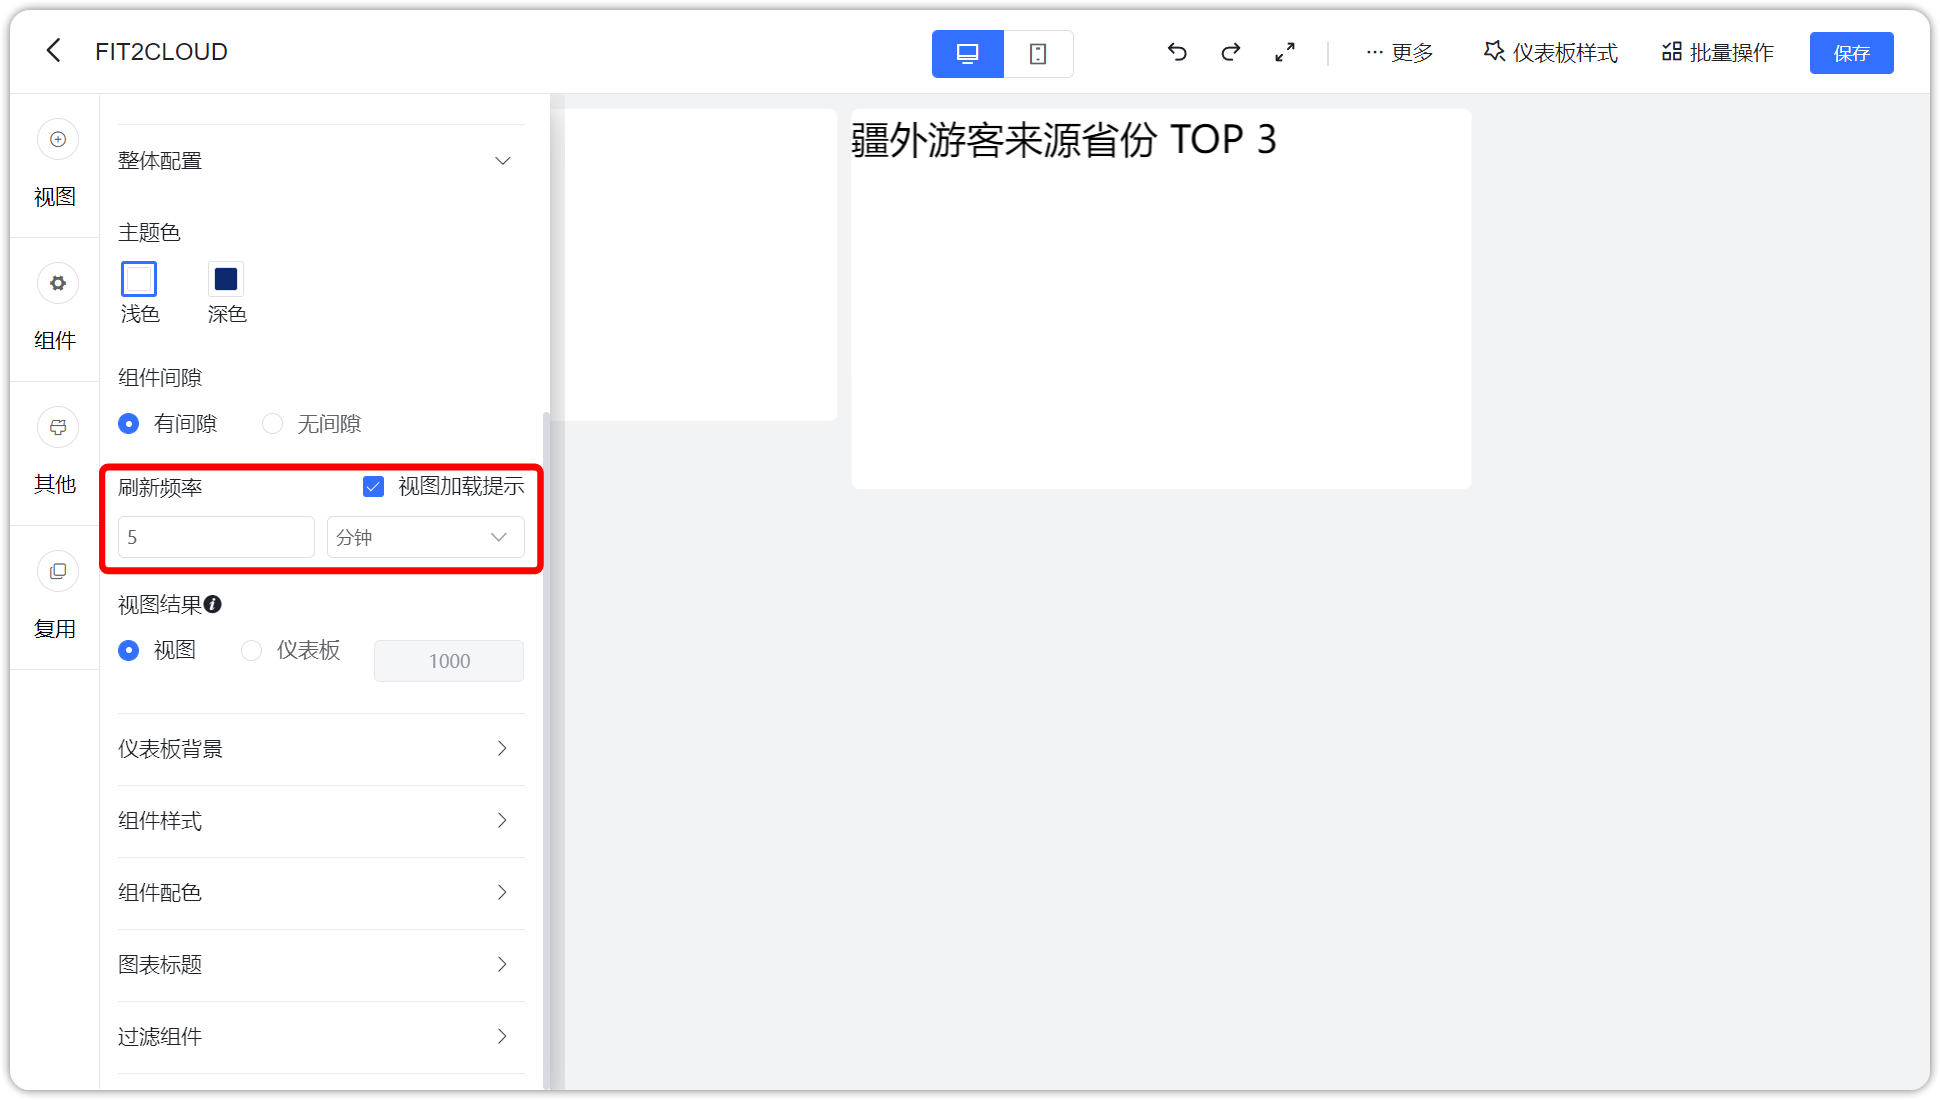 FIT2CLOUD
更多
仪表板样式
批量操作
保存
视图
组件
其他
复用
整体配置
主题色
浅色
深色
组件间隙
有间隙
无间隙
刷新频率
视图加载提示
5
分钟
视图结果
视图
仪表板
1000
仪表板背景
组件样式
组件配色
图表标题
过滤组件
疆外游客来源省份 TOP 3